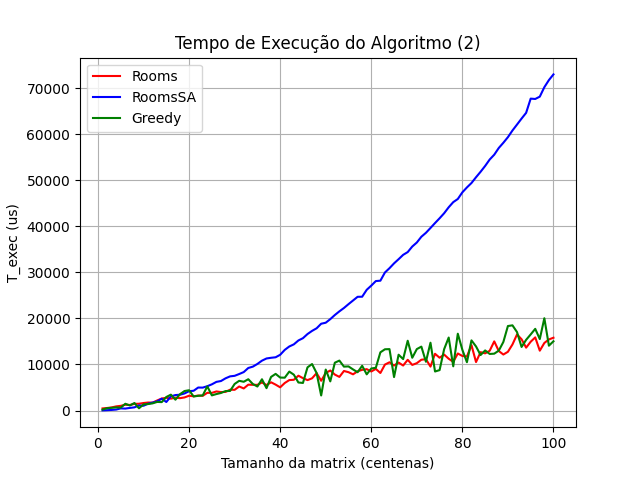 Tempo de Execução do Algoritmo (2)
Rooms
RoomsSA
Greedy
T_exec (us)
70000
60000
50000
40000
30000
20000
10000
0
0 20 40 60 80 100
Tamanho da matrix (centenas)